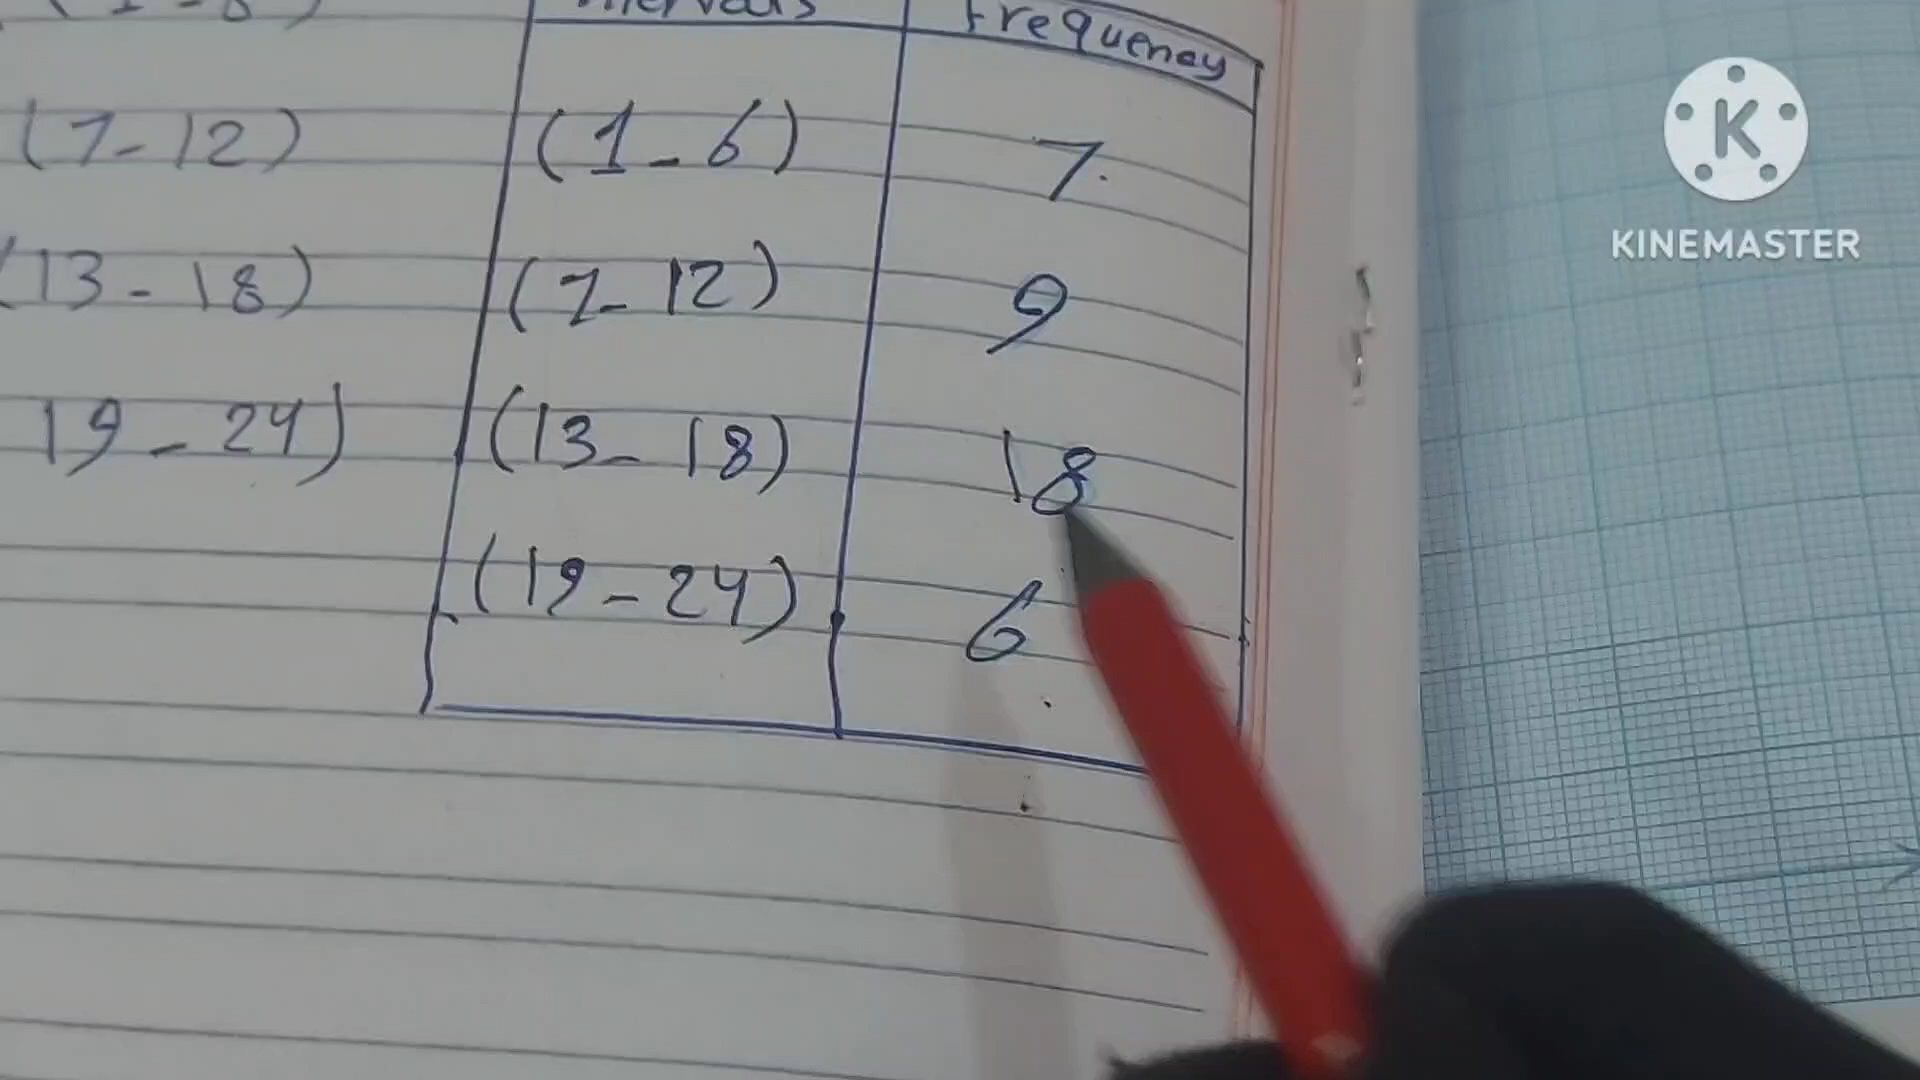 Intervals Frequency
(7-12) (1-6) 7
(13-18) (7-12) 9
19-24) (13-18) 18
(19-24) 6
KINEMASTER